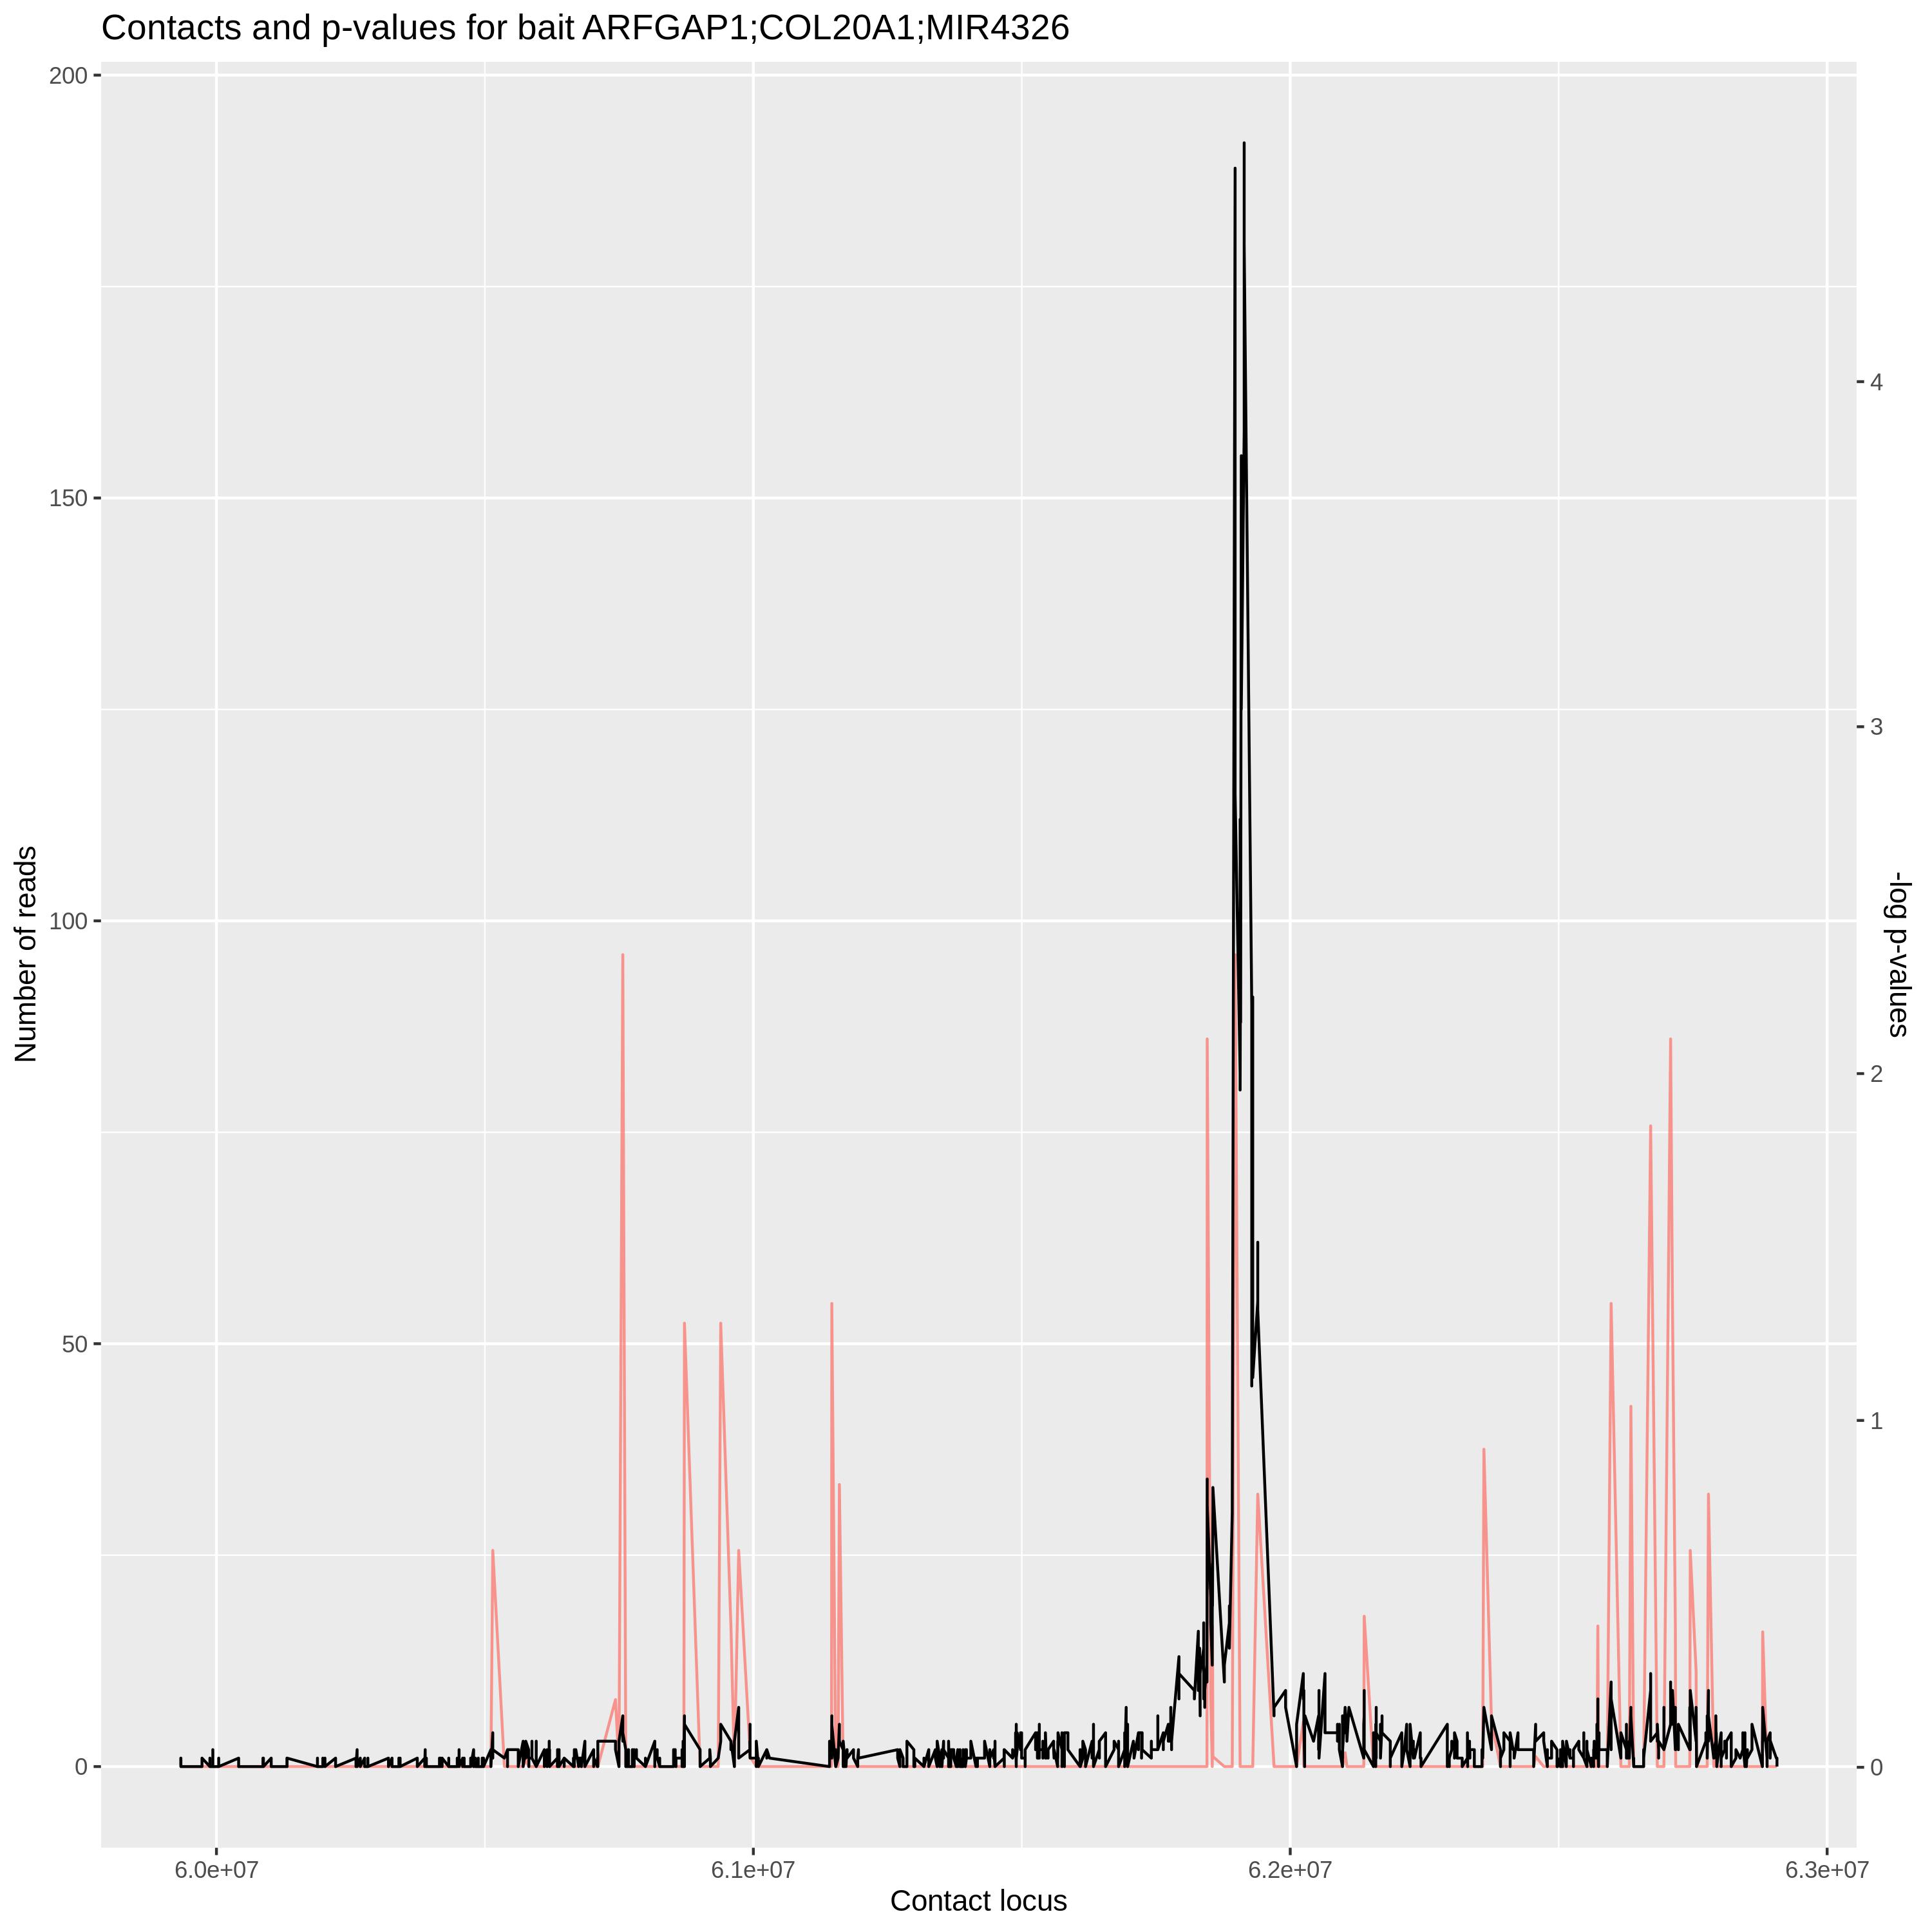 Contacts and p-values for bait ARFGAP1;COL20A1;MIR4326
200
150
100
50
0
Number of reads
4
3
2
1
0
-log p-values
6.0e+07
6.1e+07
6.2e+07
6.3e+07
Contact locus